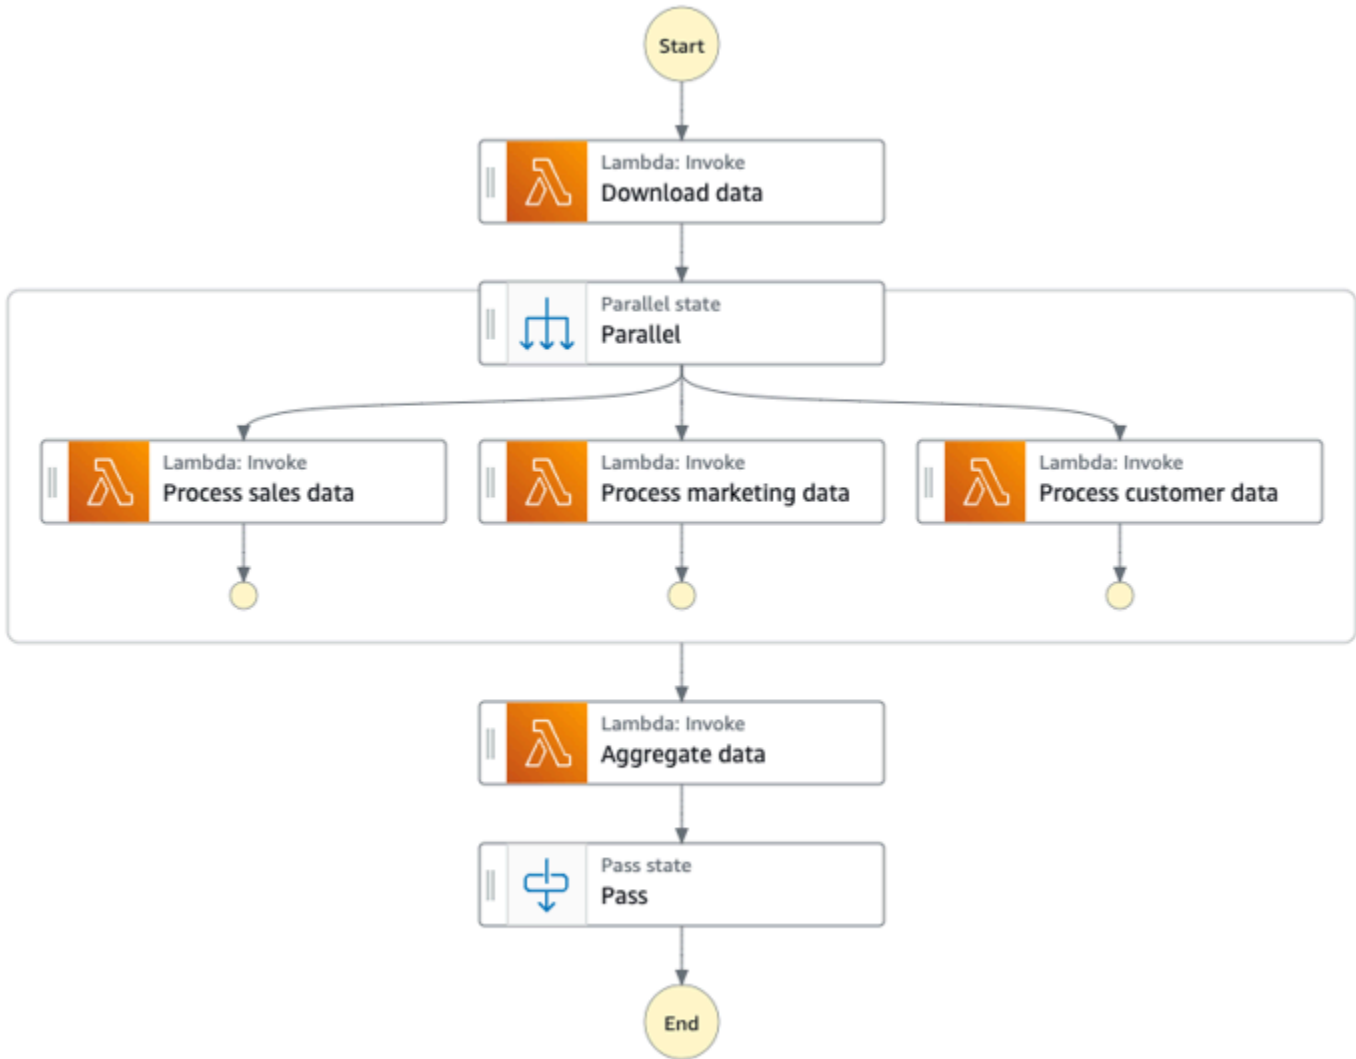 Start
Lambda: Invoke
Download data
Parallel state
Parallel
Lambda: Invoke
Process sales data
Lambda: Invoke
Process marketing data
Lambda: Invoke
Process customer data
Lambda: Invoke
Aggregate data
Pass state
Pass
End